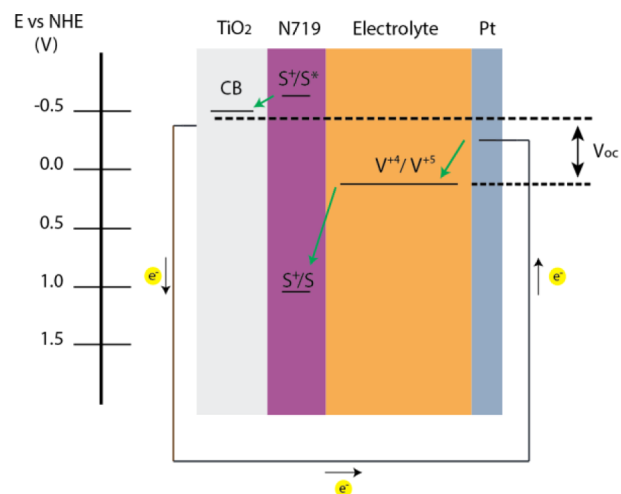 E vs NHE
(V)
TiO2 N719 Electrolyte Pt
CB S+/S*
-0.5
Voc
0.0
V+4/ V+5
0.5
e- e-
1.0
S+/S
1.5
e-